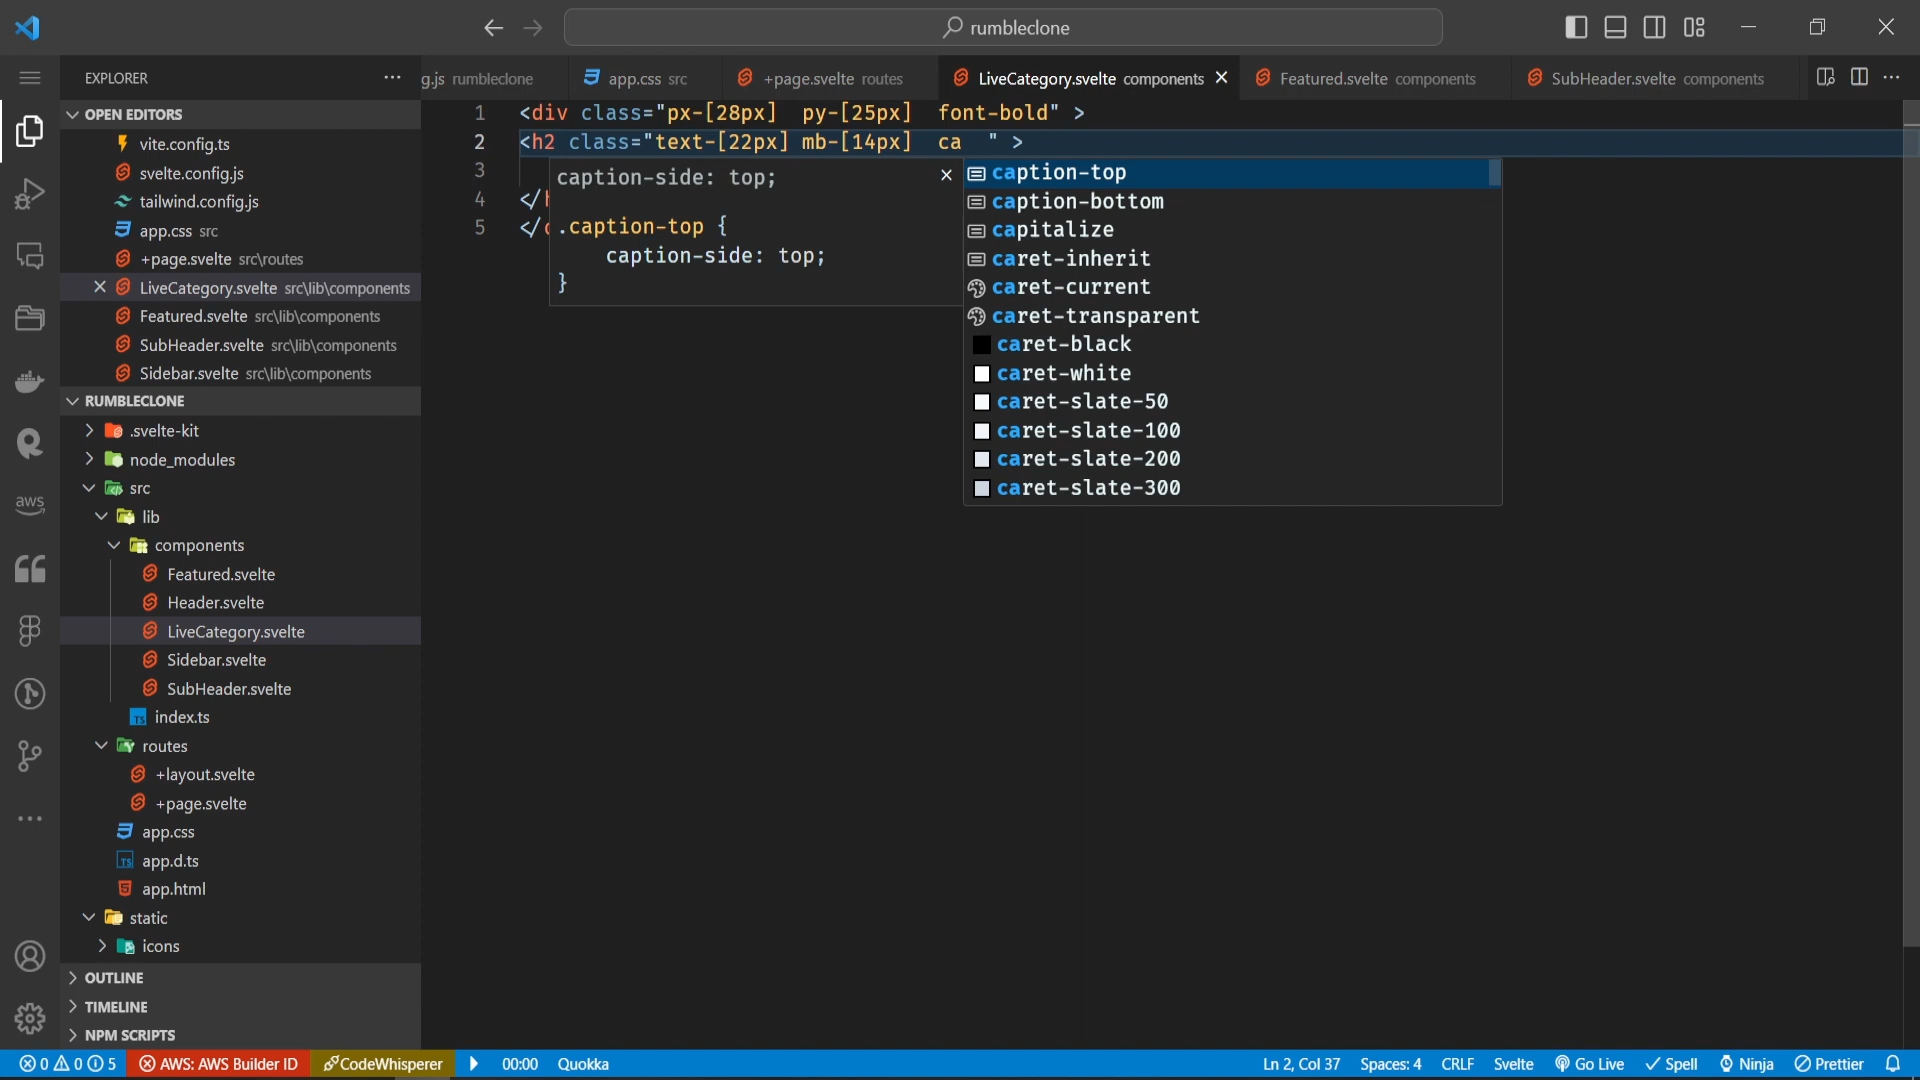 rumbleclone
EXPLORER
g.js rumbleclone
app.css src
+page.svelte routes
LiveCategory.svelte components
Featured.svelte components
SubHeader.svelte components
OPEN EDITORS
vite.config.ts
svelte.config.js
tailwind.config.js
app.css src
+page.svelte src\routes
LiveCategory.svelte src\lib\components
Featured.svelte src\lib\components
SubHeader.svelte src\lib\components
Sidebar.svelte src\lib\components
RUMBLECLONE
.svelte-kit
node_modules
src
lib
components
Featured.svelte
Header.svelte
LiveCategory.svelte
Sidebar.svelte
SubHeader.svelte
index.ts
routes
+layout.svelte
+page.svelte
app.css
app.d.ts
app.html
static
icons
OUTLINE
TIMELINE
NPM SCRIPTS
1 <div class="px-[28px] py-[25px] font-bold" >
2 <h2 class="text-[22px] mb-[14px] ca " >
3
4 </h
5 </
caption-side: top;
.caption-top {
caption-side: top;
}
caption-top
caption-bottom
capitalize
caret-inherit
caret-current
caret-transparent
caret-black
caret-white
caret-slate-50
caret-slate-100
caret-slate-200
caret-slate-300
aws
0 0 5 AWS: AWS Builder ID CodeWhisperer 00:00 Quokka Ln 2, Col 37 Spaces: 4 CRLF Svelte Go Live Spell Ninja Prettier